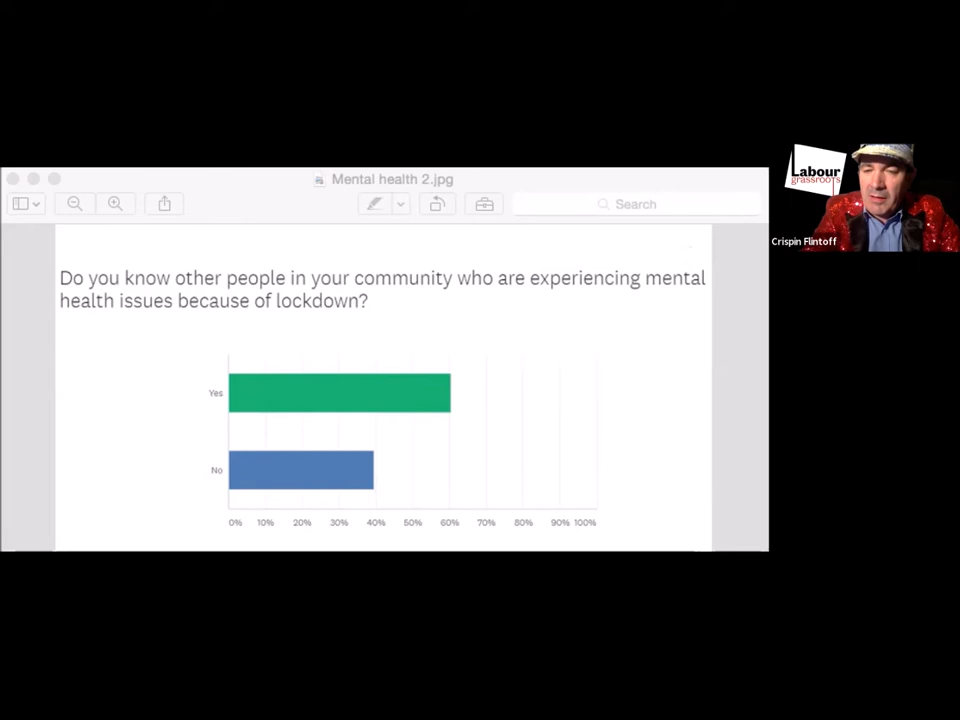 Mental health 2.jpg
Search
Do you know other people in your community who are experiencing mental
health issues because of lockdown?
Yes
No
0% 10% 20% 30% 40% 50% 60% 70% 80% 90% 100%
Labour
grassroots
Crispin Flintoff